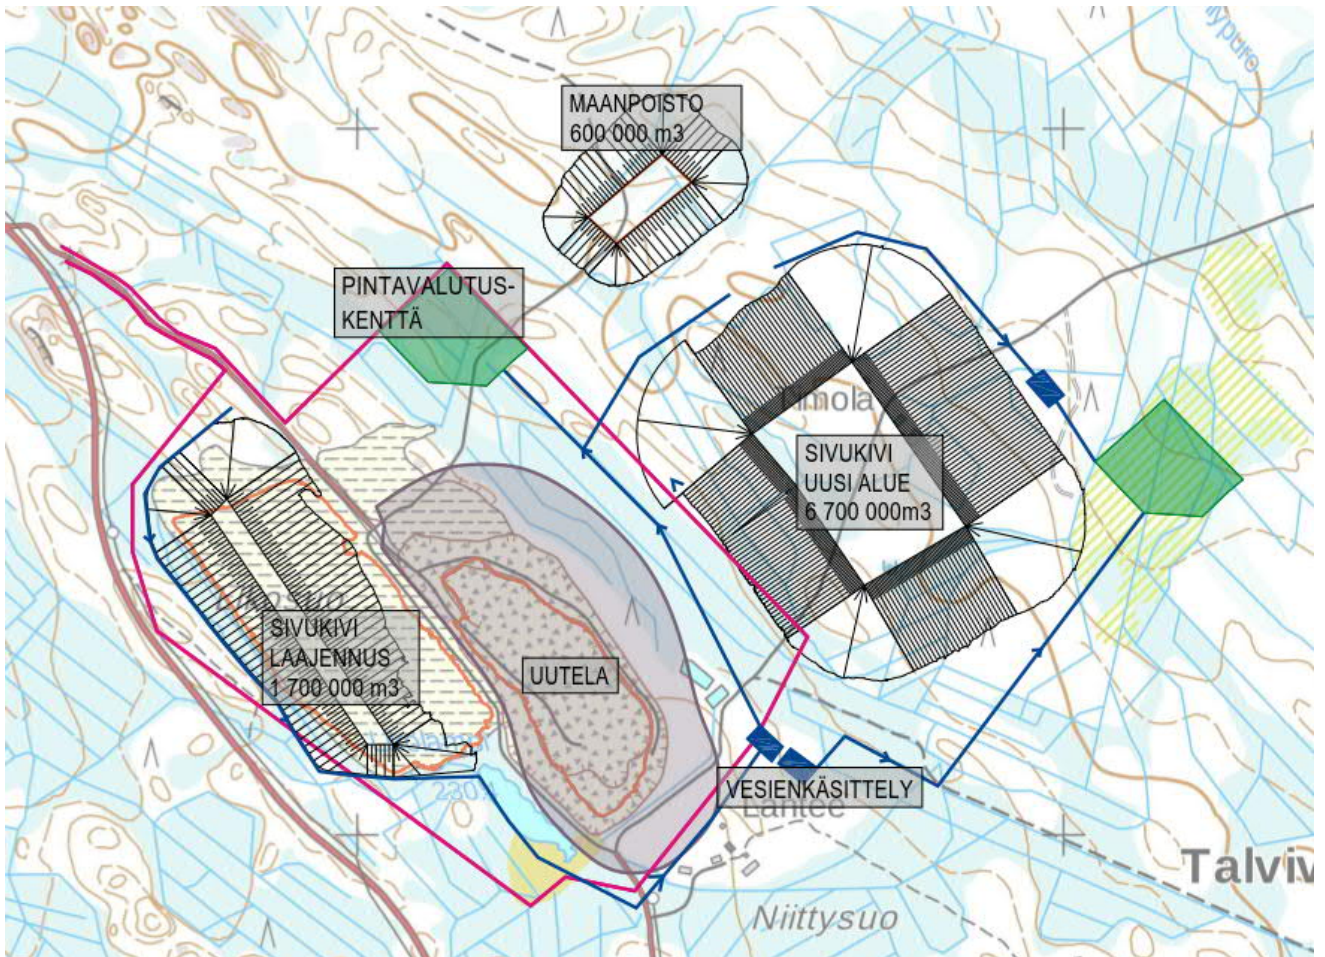 MAANPOISTO
600 000 m3
PINTAVALUTUS-
KENTTÄ
SIVUKIVI
UUSI ALUE
6 700 000m3
SIVUKIVI
LAAJENNUS
1 700 000 m3
UUTELA
VESIENKÄSITTELY
Talviv
Niittysuo